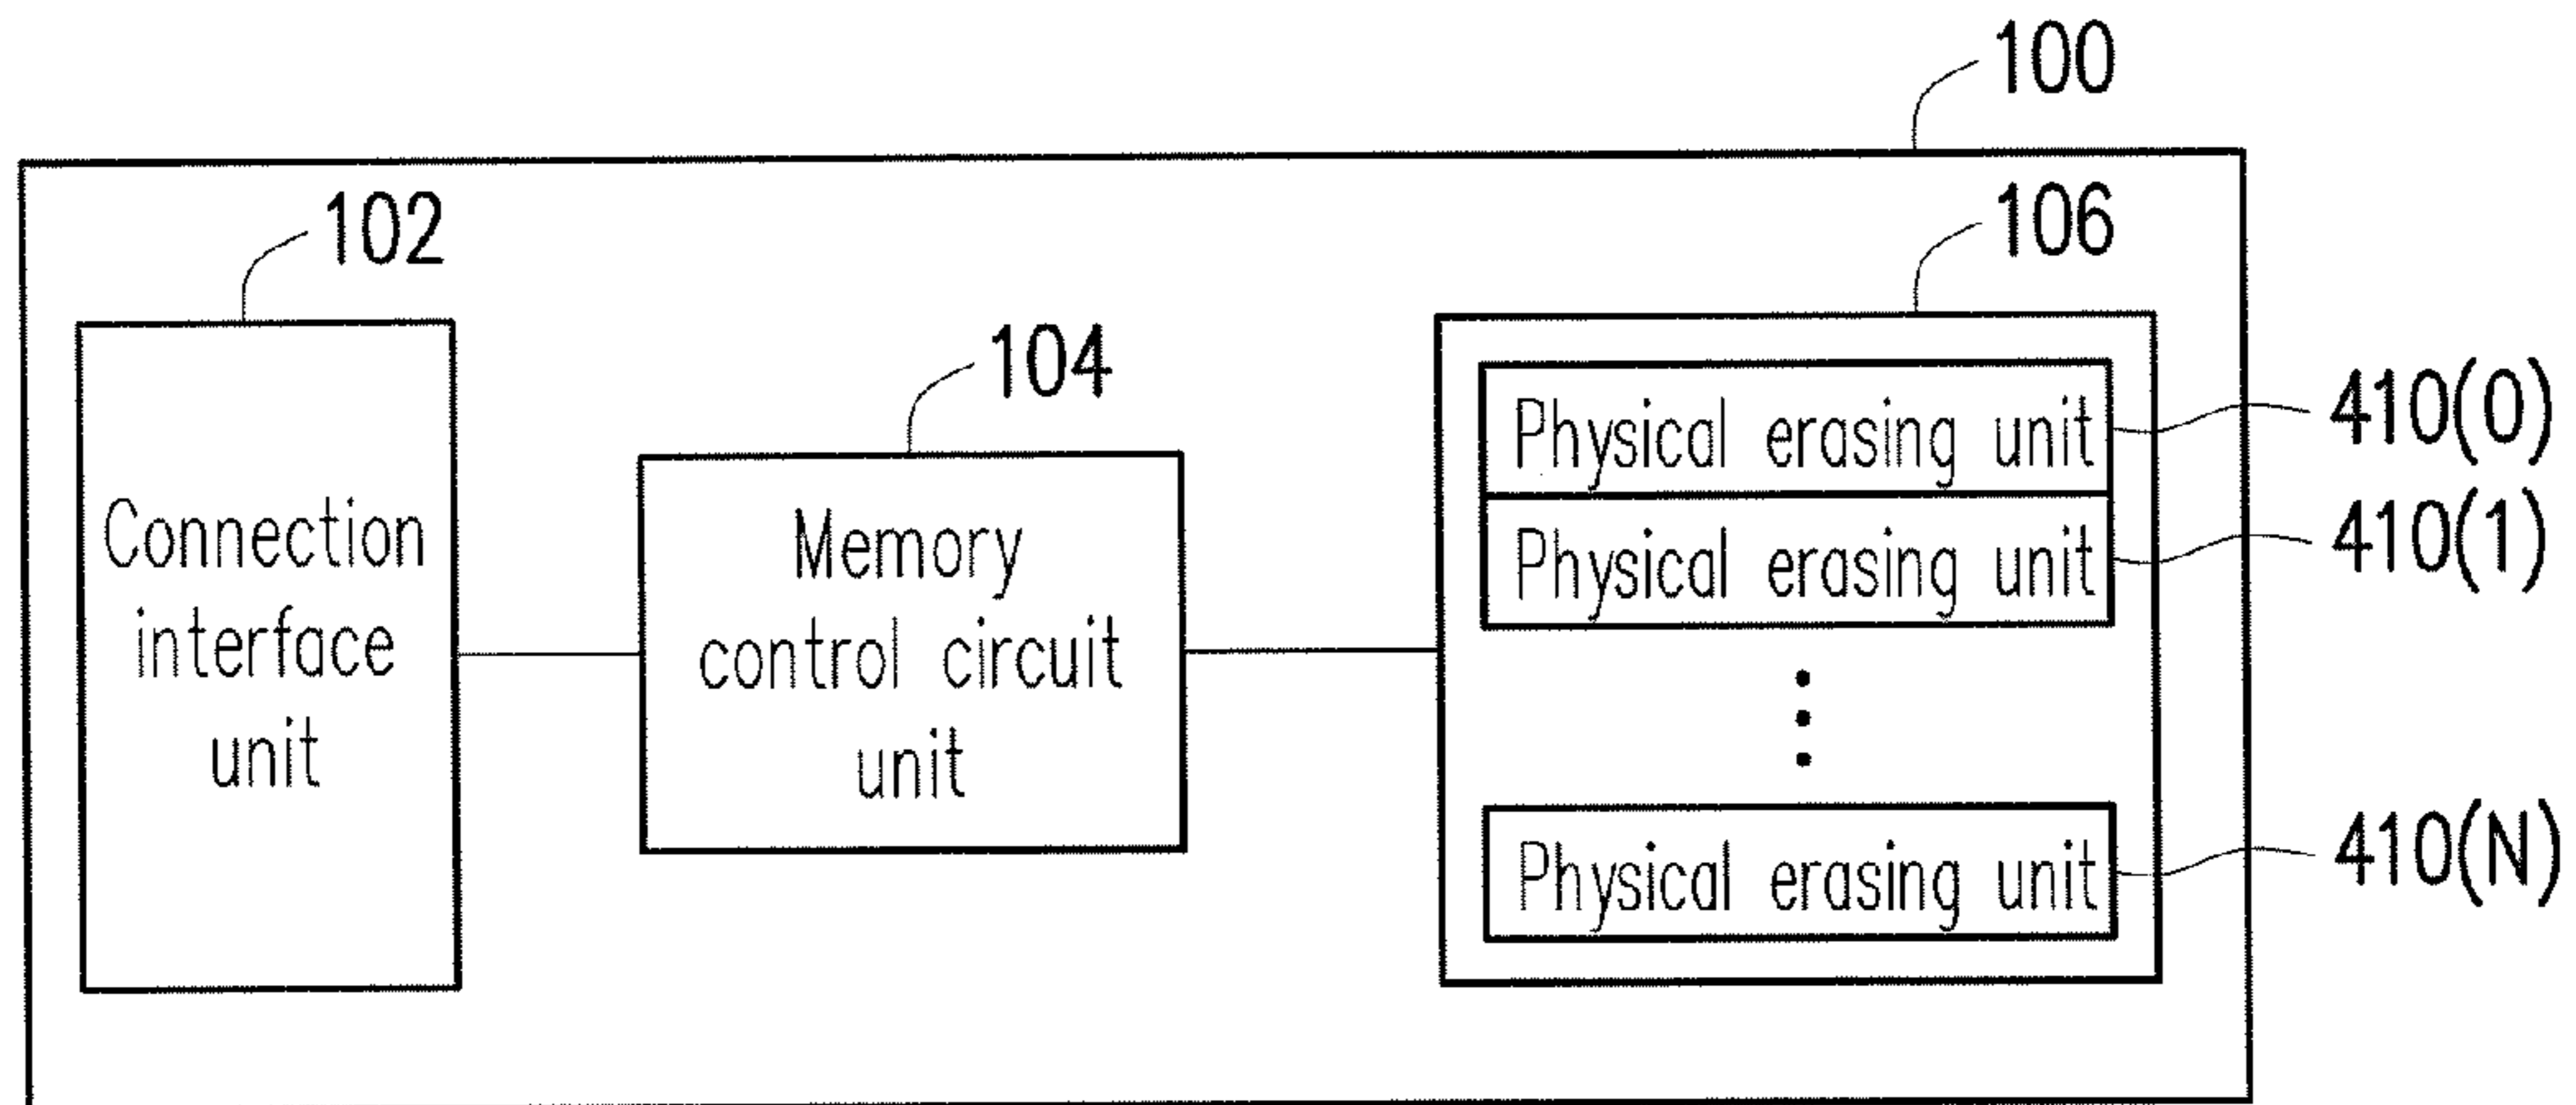 100
102
106
104
Physical erasing unit
410(0)
Physical erasing unit
410(1)
Connection
interface
unit
Memory
control circuit
unit
Physical erasing unit
410(N)